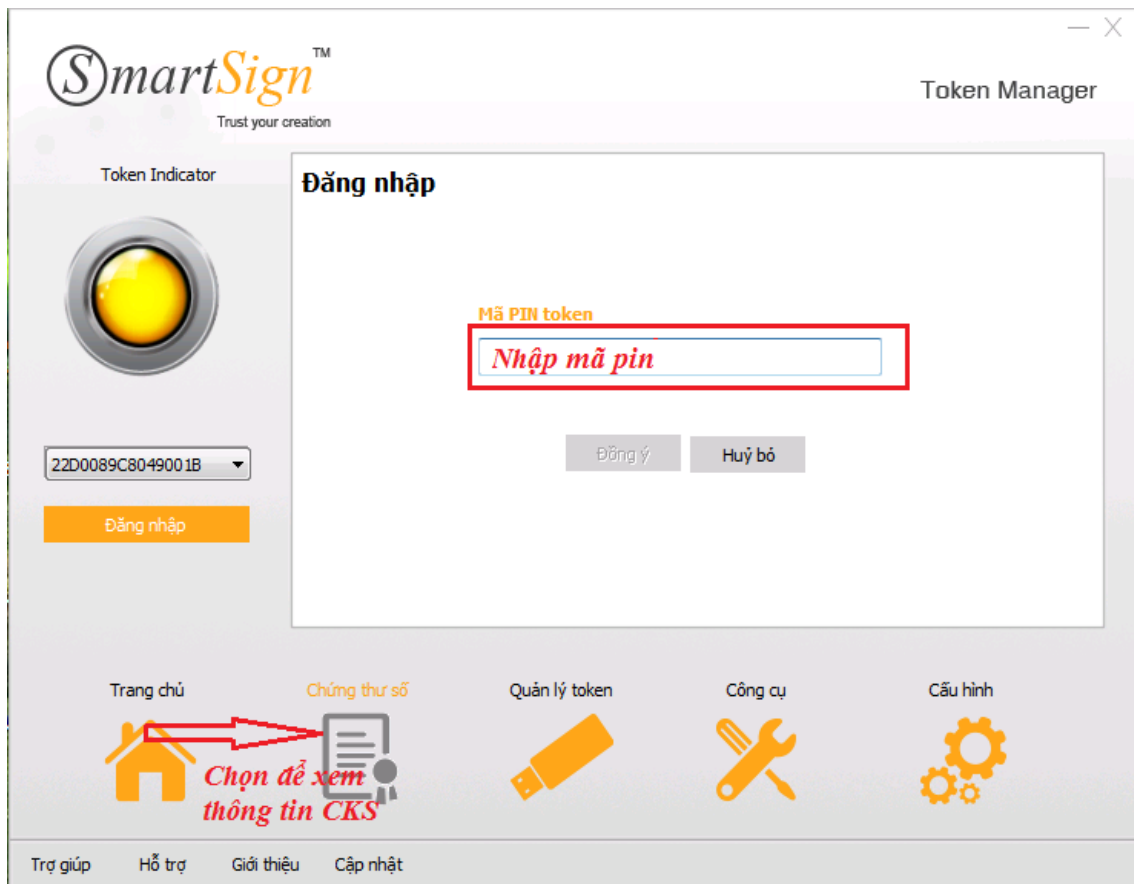 — X
SmartSign™
Trust your creation
Token Manager
Token Indicator
Đăng nhập
Mã PIN token
Nhập mã pin
Đồng ý
Huỷ bỏ
22D0089C8049001B
Đăng nhập
Trang chủ
Chứng thư số
Quản lý token
Công cụ
Cấu hình
Chọn để xem
thông tin CKS
Trợ giúp
Hỗ trợ
Giới thiệu
Cập nhật